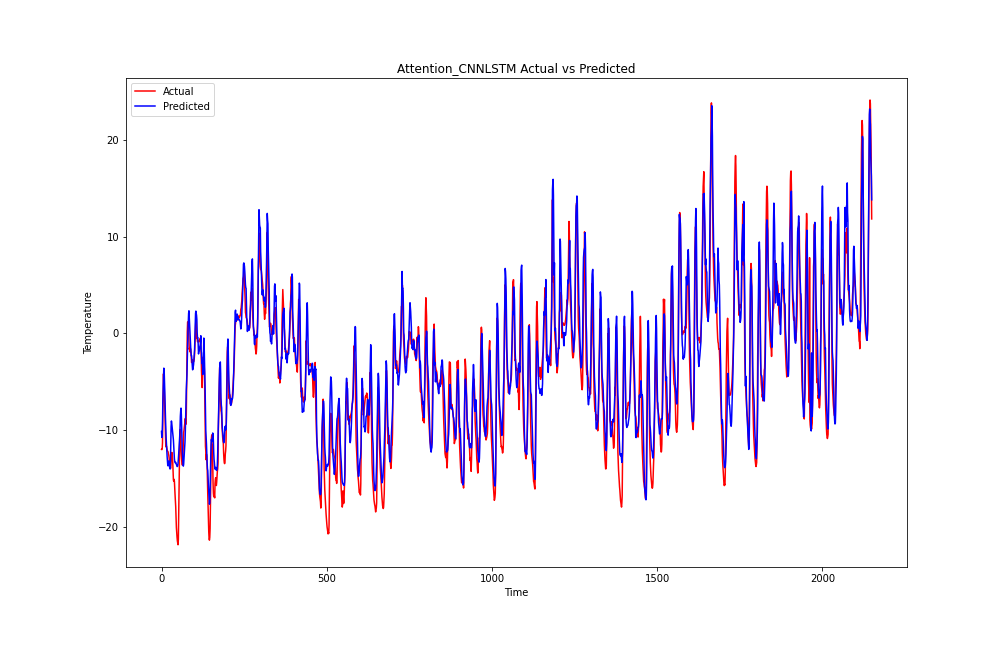 Attention_CNNLSTM Actual vs Predicted
Actual
Predicted
20
10
0
−10
−20
Temperature
0 500 1000 1500 2000
Time